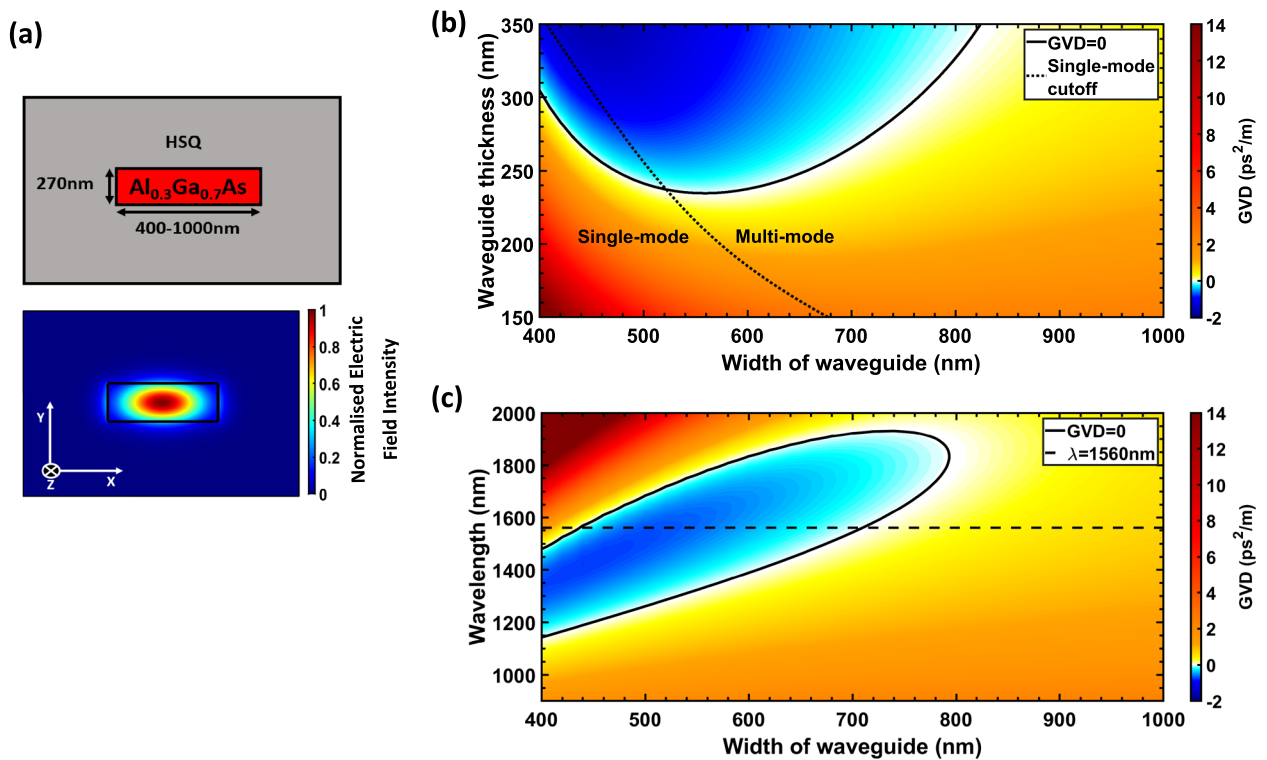 (a)
HSQ
270nm
Al0.3Ga0.7As
400-1000nm
Y
Z
X
1
0.8
0.6
0.4
0.2
0
Normalised Electric
Field Intensity
(b)
Waveguide thickness (nm)
350
300
250
200
150
GVD=0
Single-mode
cutoff
Single-mode
Multi-mode
400
500
600
700
800
900
1000
Width of waveguide (nm)
14
12
10
8
6
4
2
0
-2
GVD (ps2/m)
(c)
Wavelength (nm)
2000
1800
1600
1400
1200
1000
GVD=0
λ=1560nm
400
500
600
700
800
900
1000
Width of waveguide (nm)
14
12
10
8
6
4
2
0
-2
GVD (ps2/m)